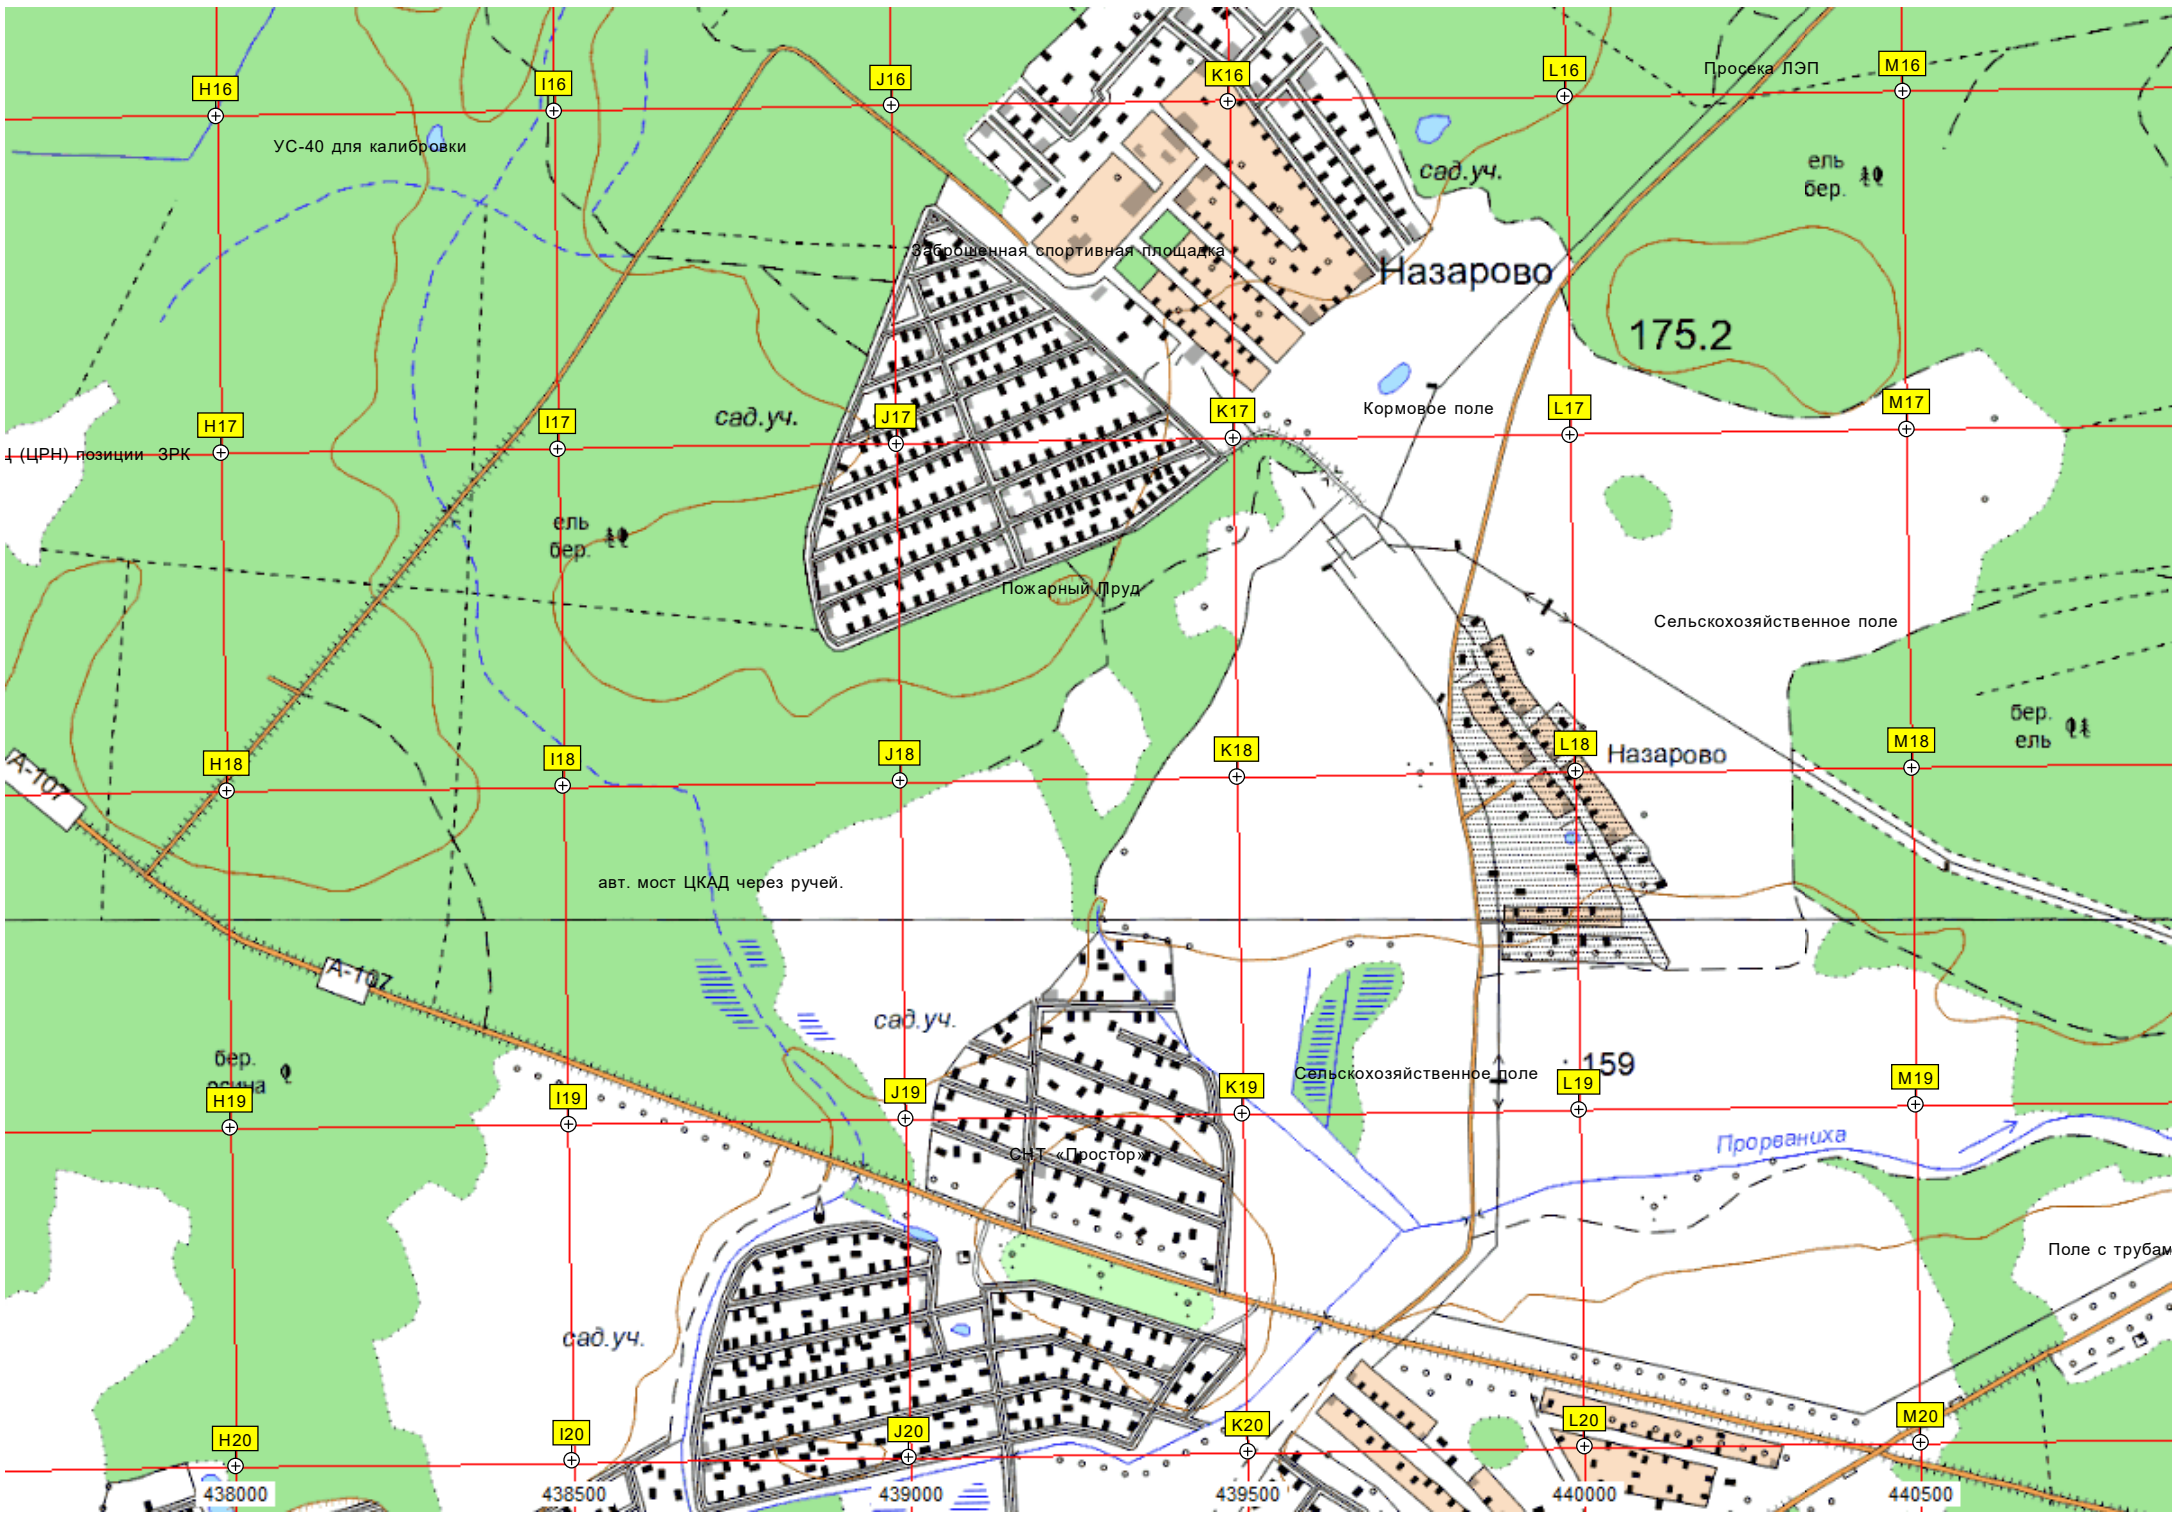 H16
I16
J16
K16
L16
Просека ЛЭП
M16
УС-40 для калибровки
сад.уч.
ель
бер.
Заброшенная спортивная площадка
Назарово
175.2
H17
I17
сад.уч.
J17
K17
Кормовое поле
L17
M17
(ЦРН) позиции ЗРК
ель
бер.
Пожарный Пруд
Сельскохозяйственное поле
бер.
ель
A-107
H18
I18
J18
K18
L18
Назарово
M18
авт. мост ЦКАД через ручей.
A-107
сад.уч.
бер.
осина
H19
I19
J19
K19
Сельскохозяйственное поле
159
L19
M19
СНТ «Простор»
Прорваниха
Поле с трубам
сад.уч.
H20
I20
J20
K20
L20
M20
438000
438500
439000
439500
440000
440500